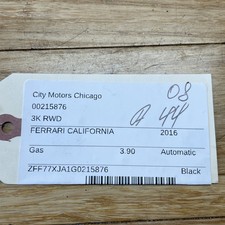 City Motors Chicago
08
00215876
44
3K RWD
FERRARI CALIFORNIA 2016
Gas 3.90 Automatic
ZFF77XJA1G0215876
Black